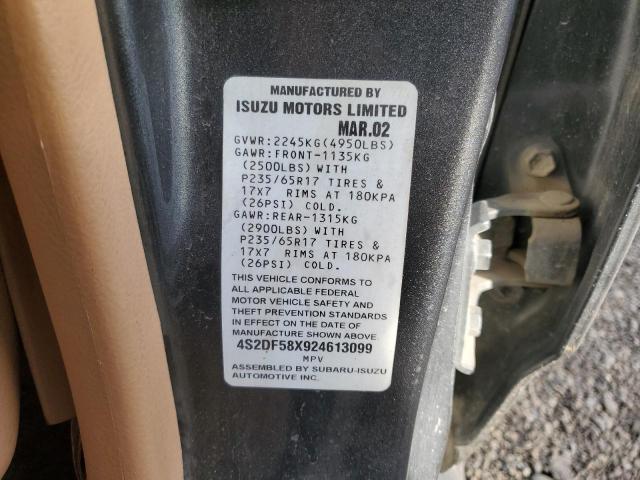 MANUFACTURED BY
ISUZU MOTORS LIMITED
MAR.02
GVWR:2245KG(4950LBS)
GAWR:FRONT-1135KG
(2500LBS) WITH
P235/65R17 TIRES &
17X7 RIMS AT 180KPA
(26PSI) COLD.
GAWR:REAR-1315KG
(2900LBS) WITH
P235/65R17 TIRES &
17X7 RIMS AT 180KPA
(26PSI) COLD.
THIS VEHICLE CONFORMS TO
ALL APPLICABLE FEDERAL
MOTOR VEHICLE SAFETY AND
THEFT PREVENTION STANDARDS
IN EFFECT ON THE DATE OF
MANUFACTURE SHOWN ABOVE
4S2DF58X924613099
MPV
ASSEMBLED BY SUBARU-ISUZU
AUTOMOTIVE INC.